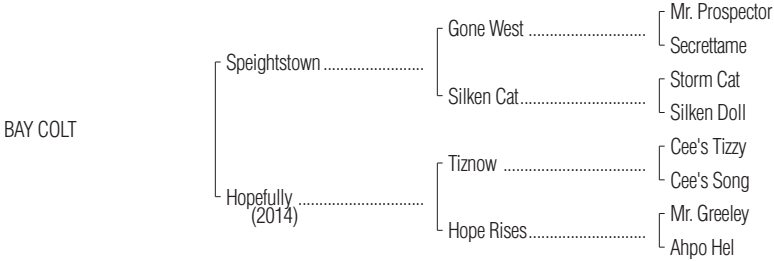 Mr. Prospector
Gone West ..............................
Secrettame
Speightstown .........................
Storm Cat
Silken Cat................................
Silken Doll
BAY COLT
Cee's Tizzy
Tiznow ....................................
Cee's Song
Hopefully ...............................
(2014)
Mr. Greeley
Hope Rises..............................
Ahpo Hel